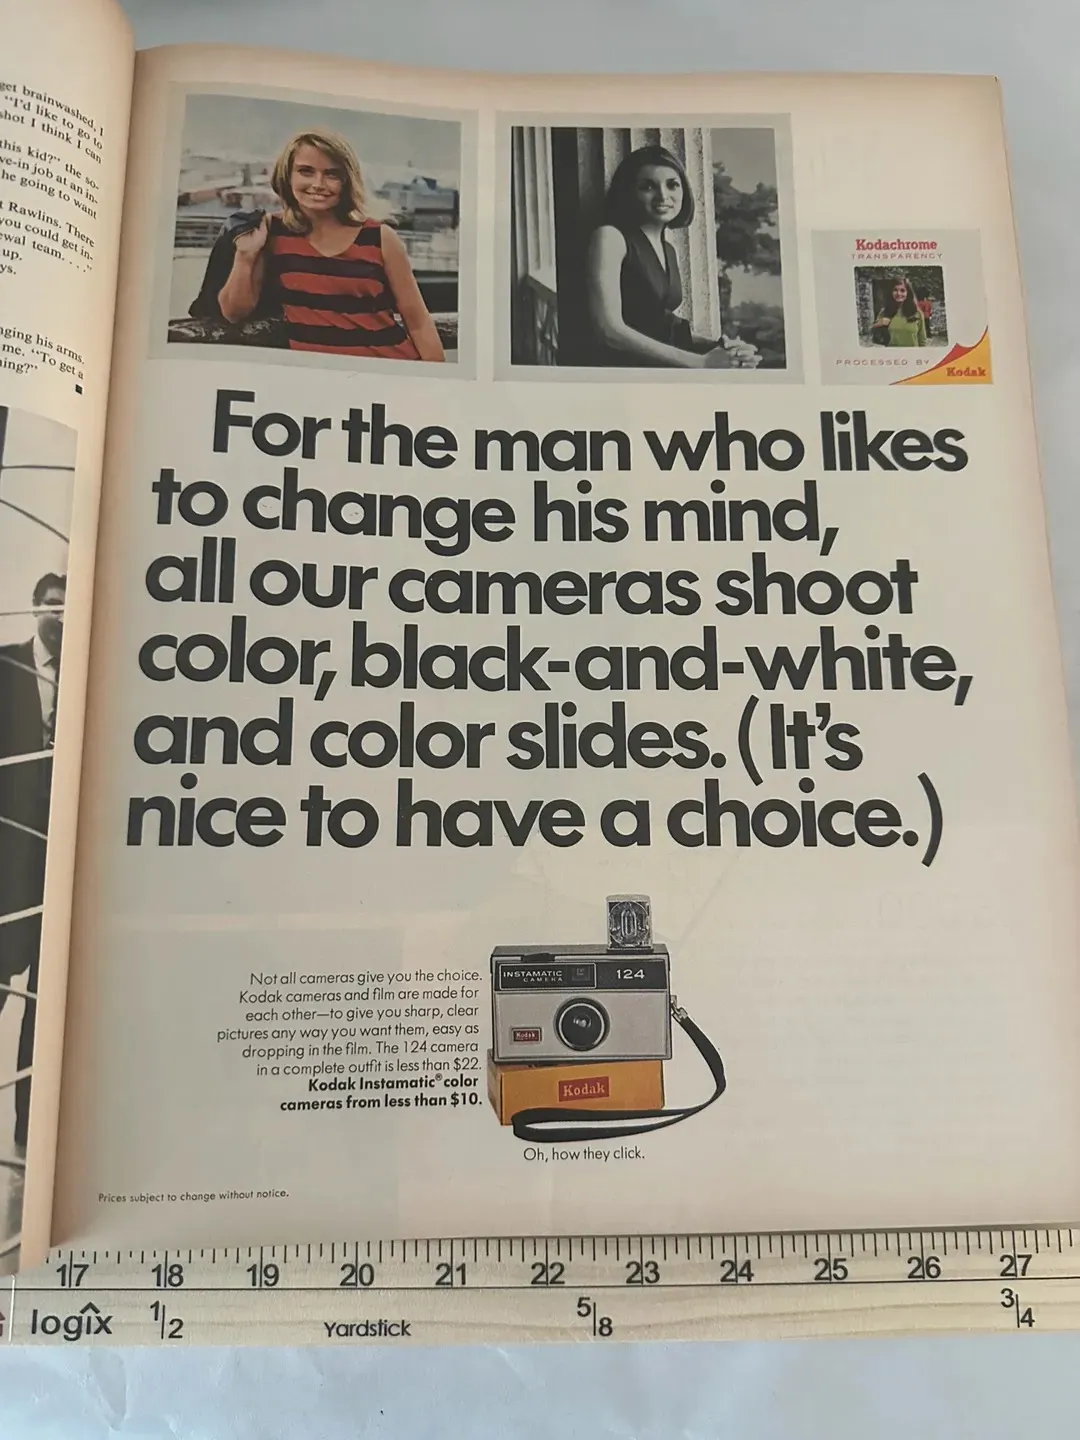 get brainwashed, I
"I'd like to go to
shot I think I can
this kid?" the so-
ve-in job at an in-
he going to want
t Rawlins. There
you could get in-
ewal team. . . ."
up.
ys.
nging his arms.
me. "To get a
ning?"
Kodachrome
TRANSPARENCY
PROCESSED BY
Kodak
For the man who likes
to change his mind,
all our cameras shoot
color, black-and-white,
and color slides. (It's
nice to have a choice.)
Not all cameras give you the choice.
Kodak cameras and film are made for
each other—to give you sharp, clear
pictures any way you want them, easy as
dropping in the film. The 124 camera
in a complete outfit is less than $22.
Kodak Instamatic® color
cameras from less than $10.
INSTAMATIC
CAMERA
124
Kodak
Kodak
Oh, how they click.
Prices subject to change without notice.
17 18 19 20 21 22 23 24 25 26 27
logix 1/2 Yardstick 5/8 3/4